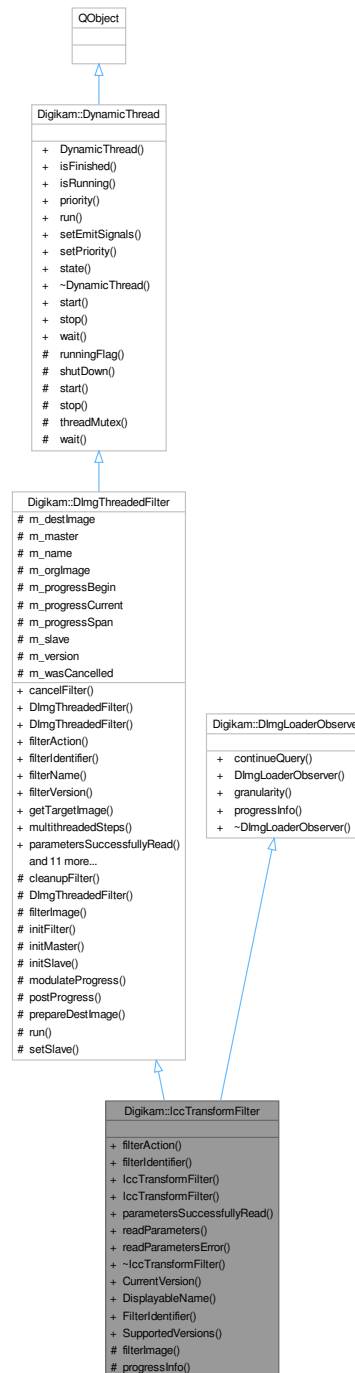 QObject
Digikam::DynamicThread
+ DynamicThread()
+ isFinished()
+ isRunning()
+ priority()
+ run()
+ setEmitSignals()
+ setPriority()
+ state()
+ ~DynamicThread()
+ start()
+ stop()
+ wait()
# runningFlag()
# shutDown()
# start()
# stop()
# threadMutex()
# wait()
Digikam::DImgThreadedFilter
# m_destImage
# m_master
# m_name
# m_orgImage
# m_progressBegin
# m_progressCurrent
# m_progressSpan
# m_slave
# m_version
# m_wasCancelled
+ cancelFilter()
+ DImgThreadedFilter()
+ DImgThreadedFilter()
+ filterAction()
+ filterIdentifier()
+ filterName()
+ filterVersion()
+ getTargetImage()
+ multithreadedSteps()
+ parametersSuccessfullyRead()
and 11 more...
# cleanupFilter()
# DImgThreadedFilter()
# filterImage()
# initFilter()
# initMaster()
# initSlave()
# modulateProgress()
# postProgress()
# prepareDestImage()
# run()
# setSlave()
Digikam::DImgLoaderObserve
+ continueQuery()
+ DImgLoaderObserver()
+ granularity()
+ progressInfo()
+ ~DImgLoaderObserver()
Digikam::IccTransformFilter
+ filterAction()
+ filterIdentifier()
+ IccTransformFilter()
+ IccTransformFilter()
+ parametersSuccessfullyRead()
+ readParameters()
+ readParametersError()
+ ~IccTransformFilter()
+ CurrentVersion()
+ DisplayableName()
+ FilterIdentifier()
+ SupportedVersions()
# filterImage()
# progressInfo()